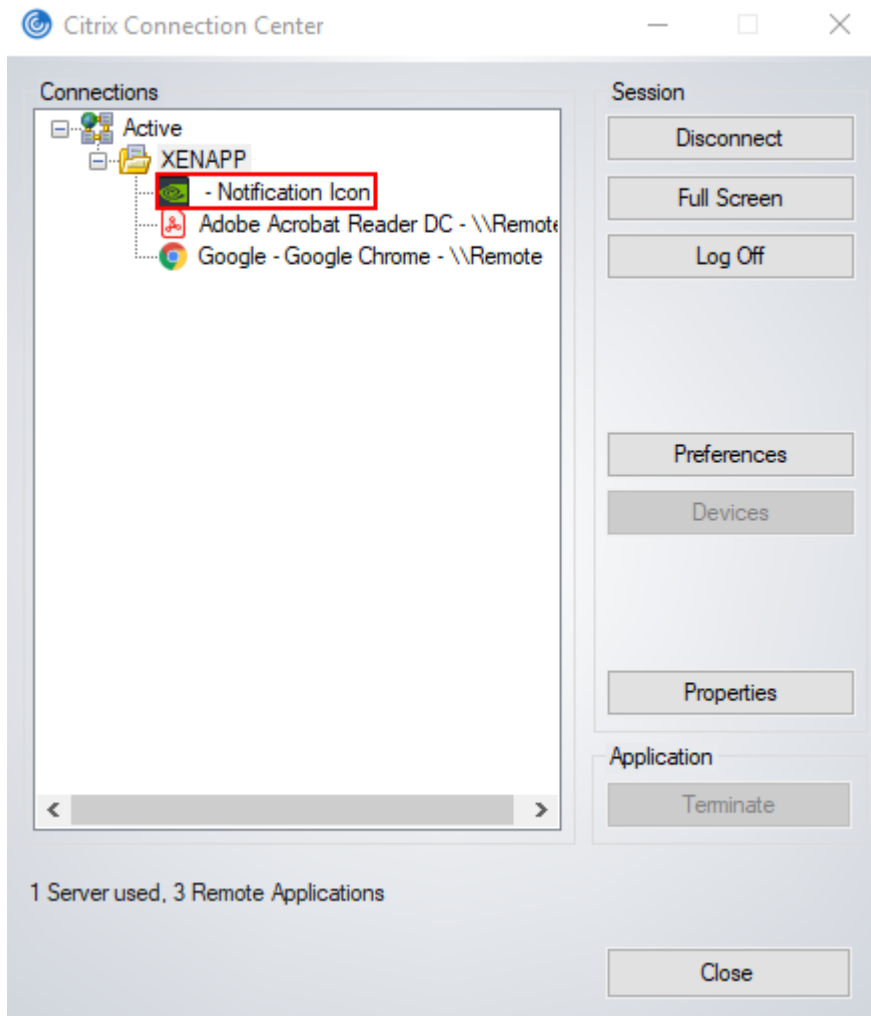 Citrix Connection Center
Connections
Active
XENAPP
- Notification Icon
Adobe Acrobat Reader DC - \\Remote
Google - Google Chrome - \\Remote
Session
Disconnect
Full Screen
Log Off
Preferences
Devices
Properties
Application
Terminate
1 Server used, 3 Remote Applications
Close